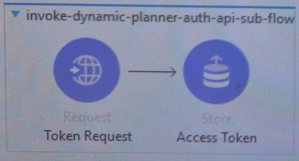 invoke-dynamic-planner-auth-api-sub-flow
Request
Store
Token Request
Access Token